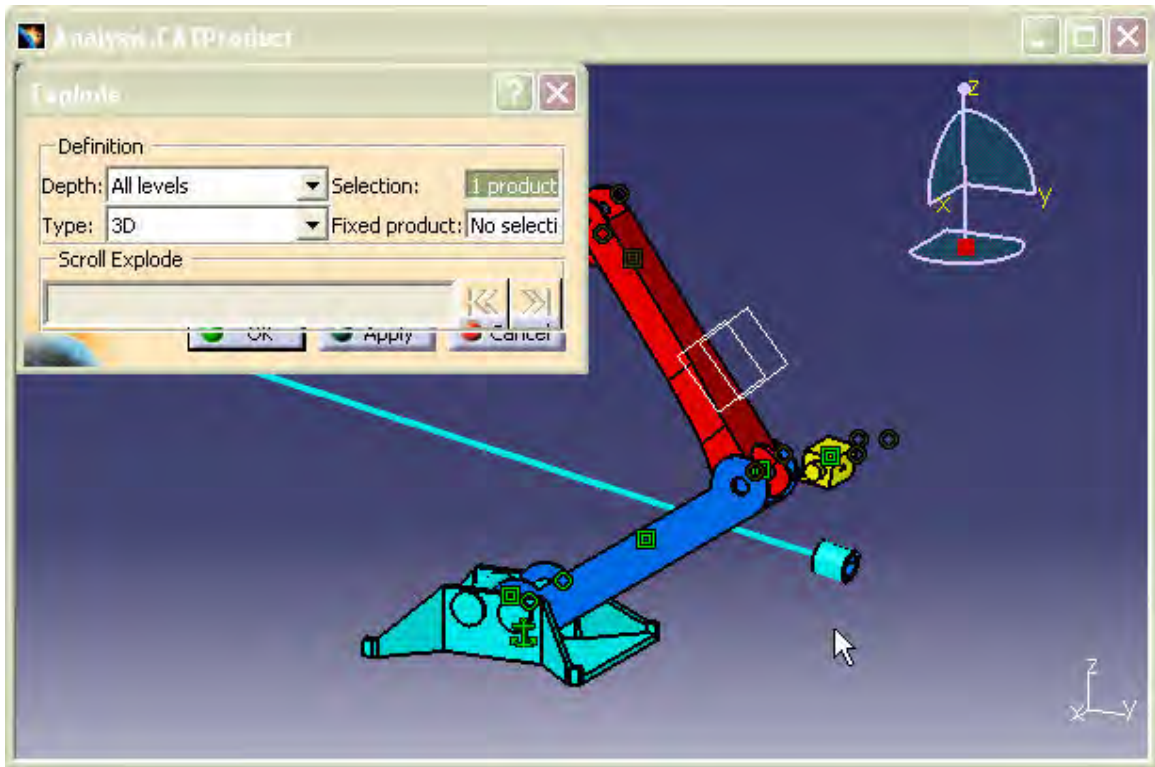 Analysis.CATProduct
Explode
Definition
Depth: All levels Selection: 1 product
Type: 3D Fixed product: No selecti
Scroll Explode
OK Apply Cancel
z
x y
z
x y